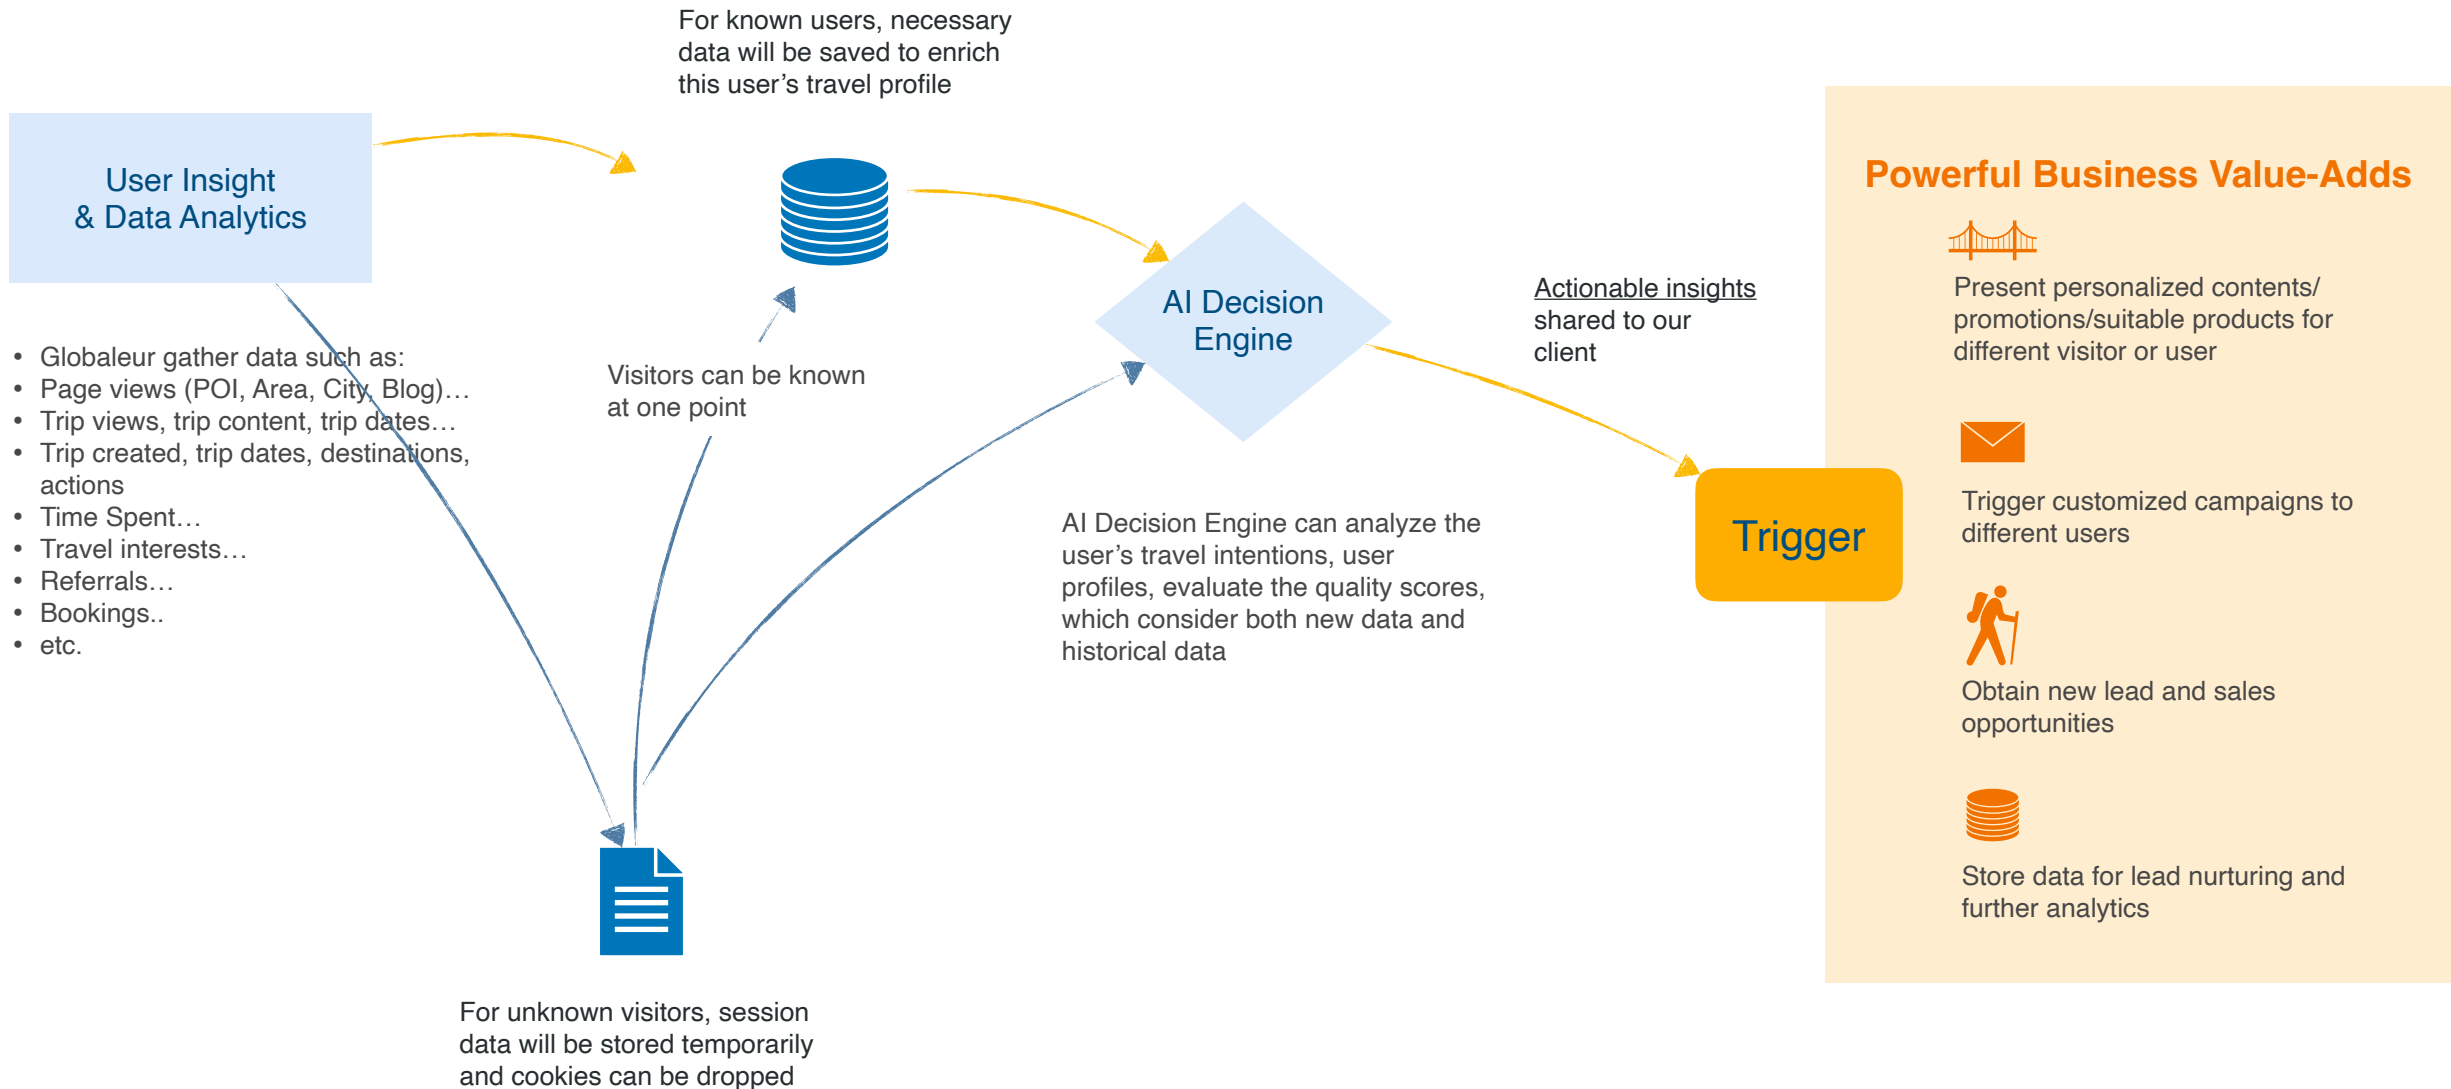 For known users, necessary
data will be saved to enrich
this user’s travel profile
User Insight
& Data Analytics
• Globaleur gather data such as:
• Page views (POI, Area, City, Blog)…
• Trip views, trip content, trip dates…
• Trip created, trip dates, destinations,
actions
• Time Spent…
• Travel interests…
• Referrals…
• Bookings..
• etc.
Visitors can be known
at one point
For unknown visitors, session
data will be stored temporarily
and cookies can be dropped
AI Decision
Engine
AI Decision Engine can analyze the
user’s travel intentions, user
profiles, evaluate the quality scores,
which consider both new data and
historical data
Actionable insights
shared to our
client
Trigger
Powerful Business Value-Adds
Present personalized contents/
promotions/suitable products for
different visitor or user
Trigger customized campaigns to
different users
Obtain new lead and sales
opportunities
Store data for lead nurturing and
further analytics